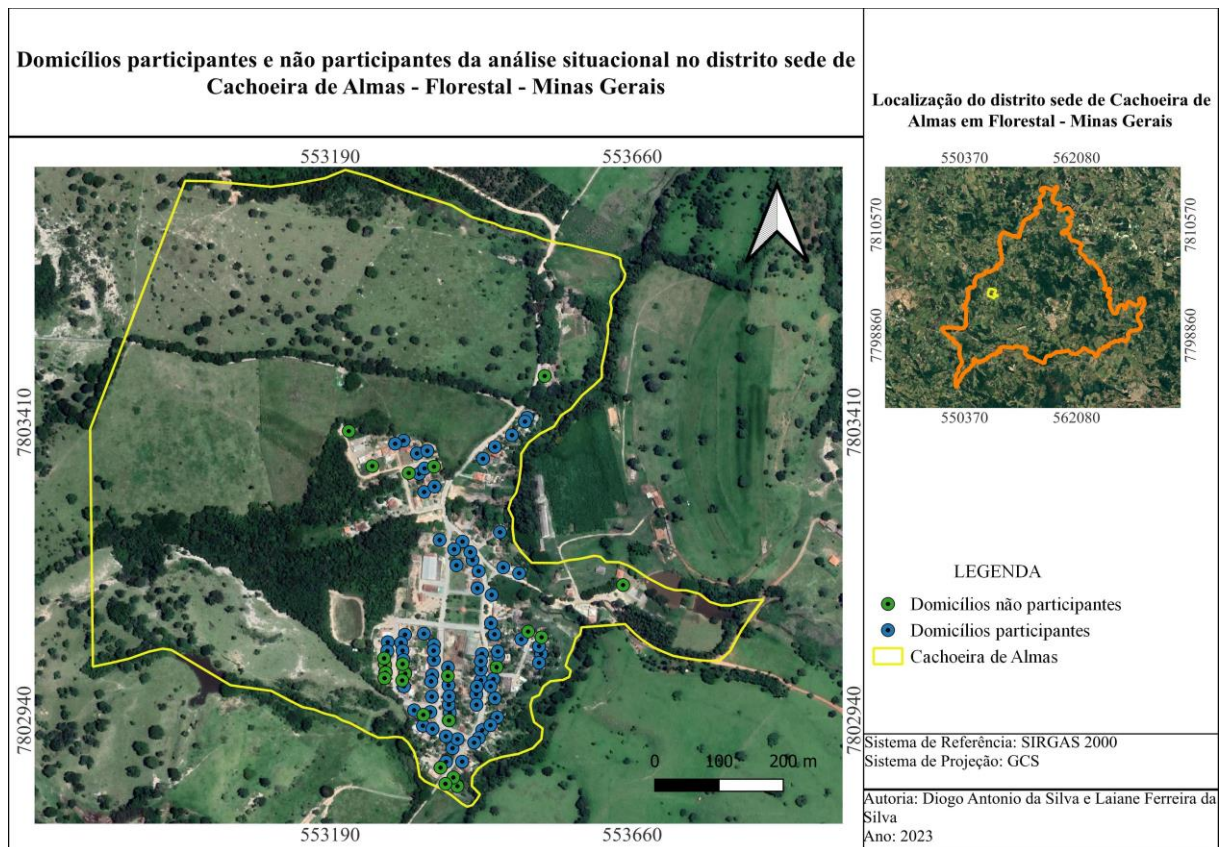 Domicílios participantes e não participantes da análise situacional no distrito sede de
Cachoeira de Almas - Florestal - Minas Gerais
553190 553660
7803410 7803410
7802940 7802940
0 100 200 m
553190 553660
Localização do distrito sede de Cachoeira de
Almas em Florestal - Minas Gerais
550370 562080
7810570 7810570
7798860 7798860
550370 562080
LEGENDA
Domicílios não participantes
Domicílios participantes
Cachoeira de Almas
Sistema de Referência: SIRGAS 2000
Sistema de Projeção: GCS
Autoria: Diogo Antonio da Silva e Laiane Ferreira da
Silva
Ano: 2023